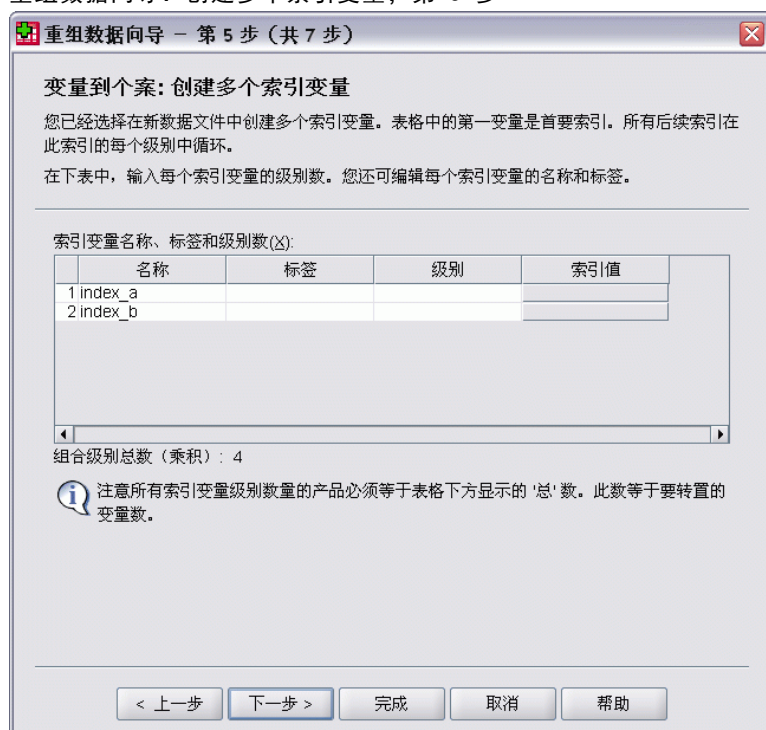 重组数据向导 – 第 5 步（共 7 步）
变量到个案: 创建多个索引变量
您已经选择在新数据文件中创建多个索引变量。表格中的第一变量是首要索引。所有后续索引在
此索引的每个级别中循环。
在下表中，输入每个索引变量的级别数。您还可编辑每个索引变量的名称和标签。
索引变量名称、标签和级别数(X):
名称 标签 级别 索引值
1 index_a
2 index_b
组合级别总数（乘积）: 4
注意所有索引变量级别数量的产品必须等于表格下方显示的 '总' 数。此数等于要转置的
变量数。
< 上一步 下一步 > 完成 取消 帮助